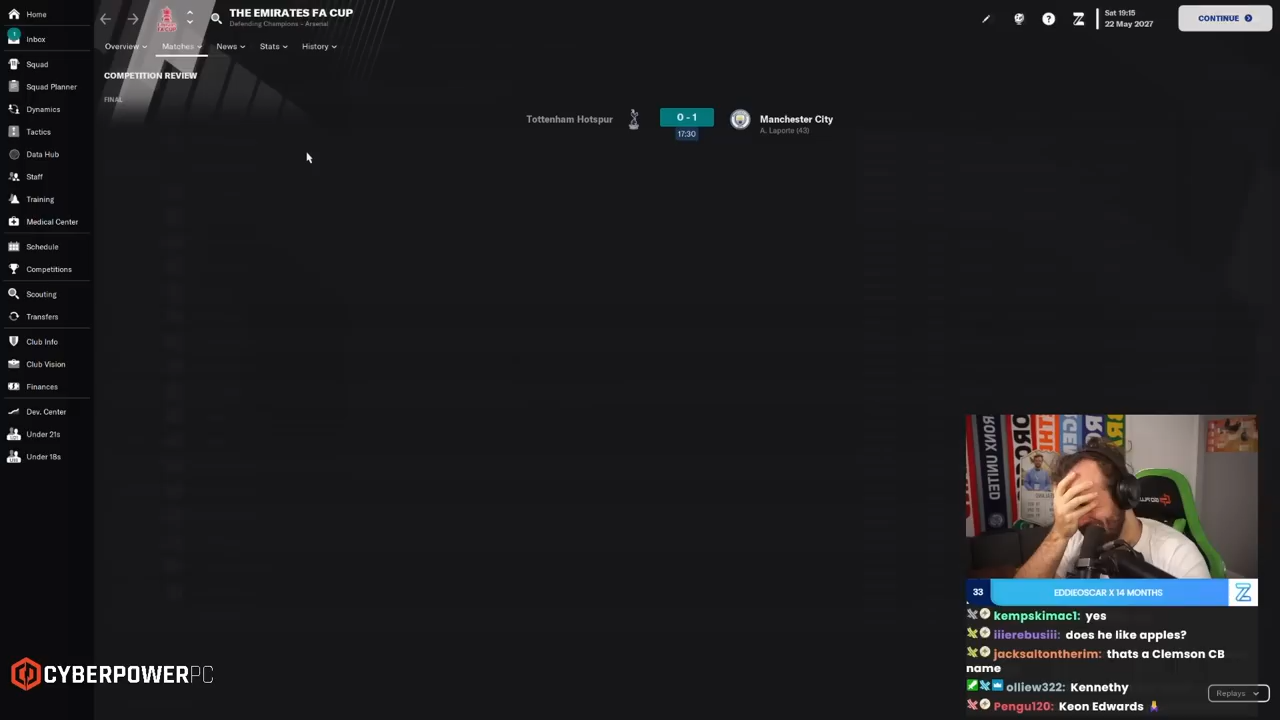 Home
THE EMIRATES FA CUP
Defending Champions - Arsenal
Sat 19:15
22 May 2027
CONTINUE
1
Inbox
Overview
Matches
News
Stats
History
Squad
Squad Planner
Dynamics
Tactics
Data Hub
Staff
Training
Medical Center
Schedule
Competitions
Scouting
Transfers
Club Info
Club Vision
Finances
Dev. Center
Under 21s
Under 18s
COMPETITION REVIEW
FINAL
Tottenham Hotspur
0 - 1
Manchester City
17:30
A. Laporte (43)
RONX UNITED
33
EDDIEOSCAR X 14 MONTHS
kempskimac1: yes
iiierebusiii: does he like apples?
jacksaltontherim: thats a Clemson CB
name
olliew322: Kennethy
Pengu120: Keon Edwards
Replays
CYBERPOWERPC